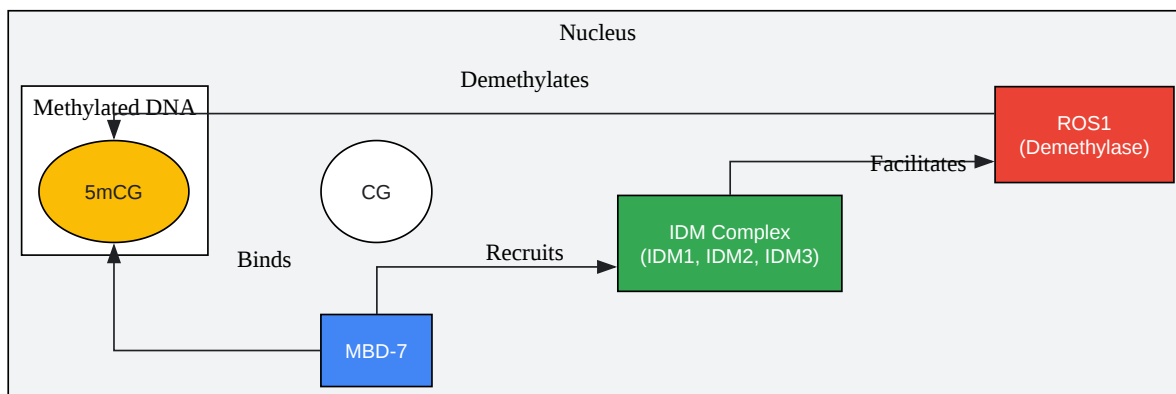 Nucleus
Demethylates
Methylated DNA
ROS1
(Demethylase)
Facilitates
5mCG
CG
IDM Complex
(IDM1, IDM2, IDM3)
Binds
Recruits
MBD-7